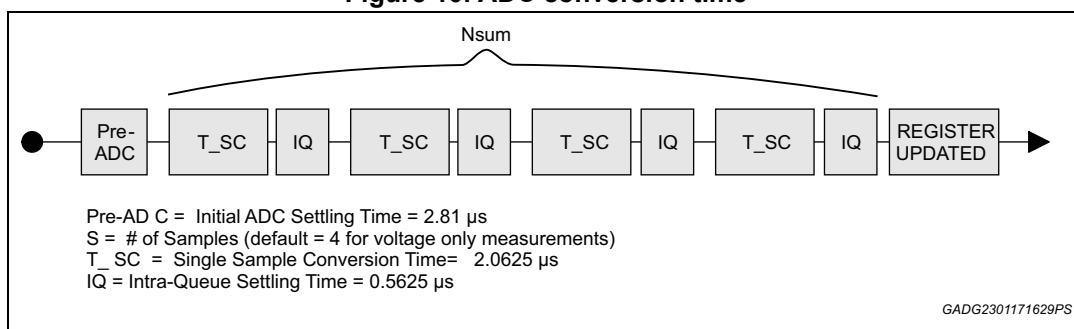 Figure 16. ADC conversion time
Nsum
Pre-
ADC
T_SC
IQ
T_SC
IQ
T_SC
IQ
T_SC
IQ
REGISTER
UPDATED
Pre-AD C = Initial ADC Settling Time = 2.81 µs
S = # of Samples (default = 4 for voltage only measurements)
T_ SC = Single Sample Conversion Time= 2.0625 µs
IQ = Intra-Queue Settling Time = 0.5625 µs
GADG2301171629PS